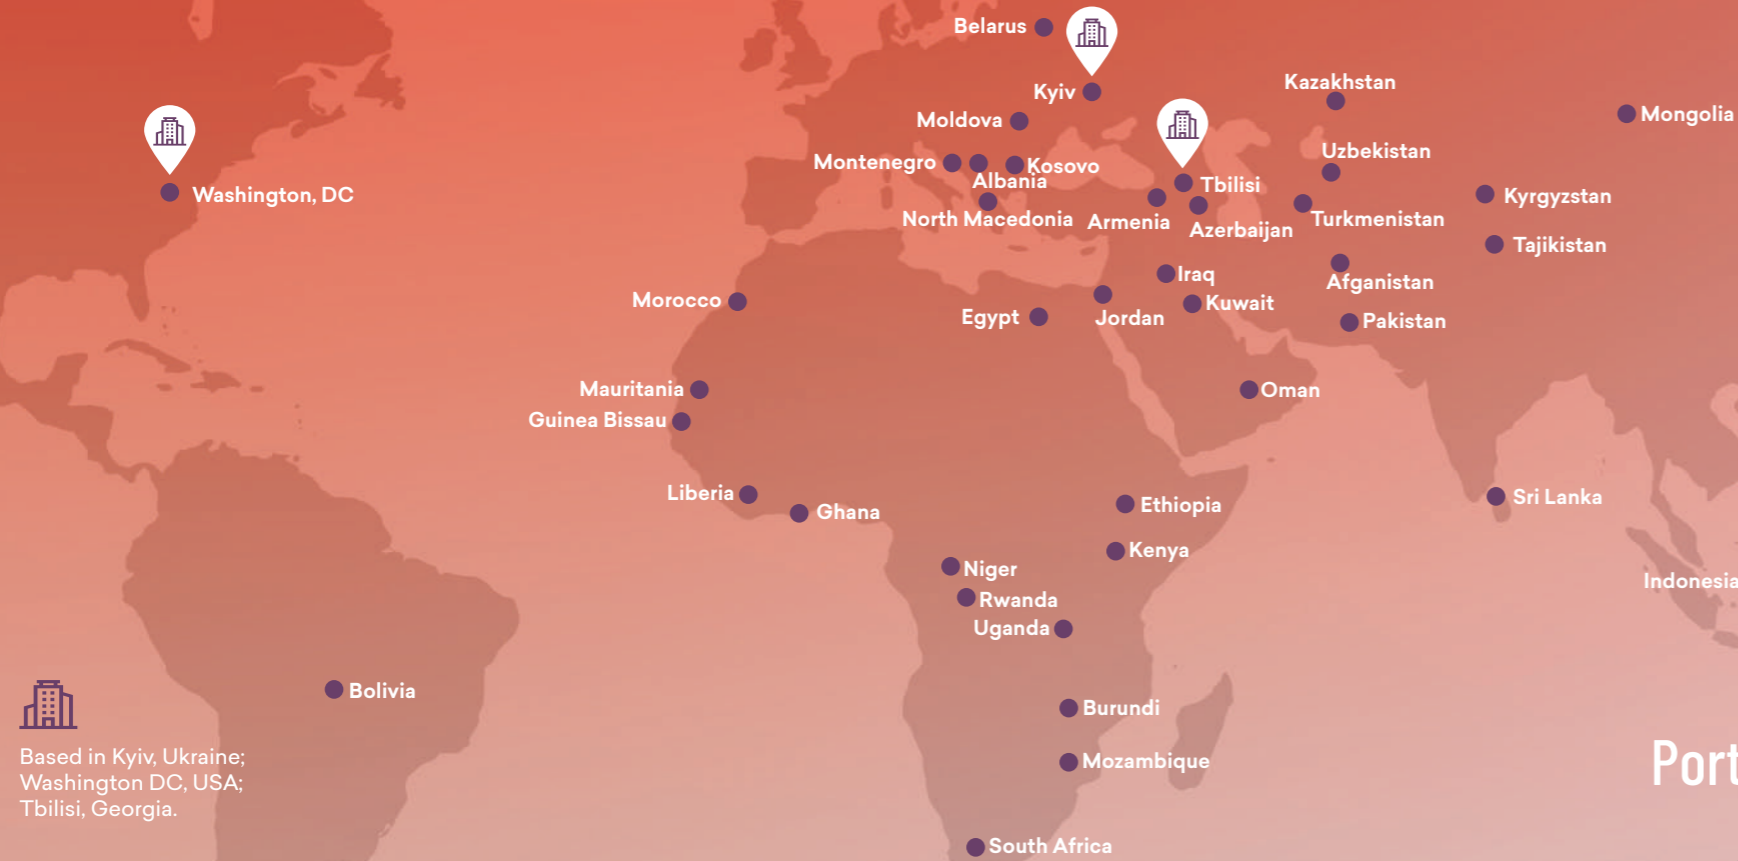 Belarus
Kyiv
Kazakhstan
Mongolia
Moldova
Uzbekistan
Montenegro
Kosovo
Albania
Tbilisi
Washington, DC
Kyrgyzstan
North Macedonia
Armenia
Azerbaijan
Turkmenistan
Tajikistan
Iraq
Afganistan
Morocco
Egypt
Jordan
Kuwait
Pakistan
Mauritania
Oman
Guinea Bissau
Liberia
Ghana
Ethiopia
Sri Lanka
Kenya
Niger
Indonesia
Rwanda
Uganda
Bolivia
Burundi
Mozambique
Based in Kyiv, Ukraine;
Washington DC, USA;
Tbilisi, Georgia.
Port
South Africa